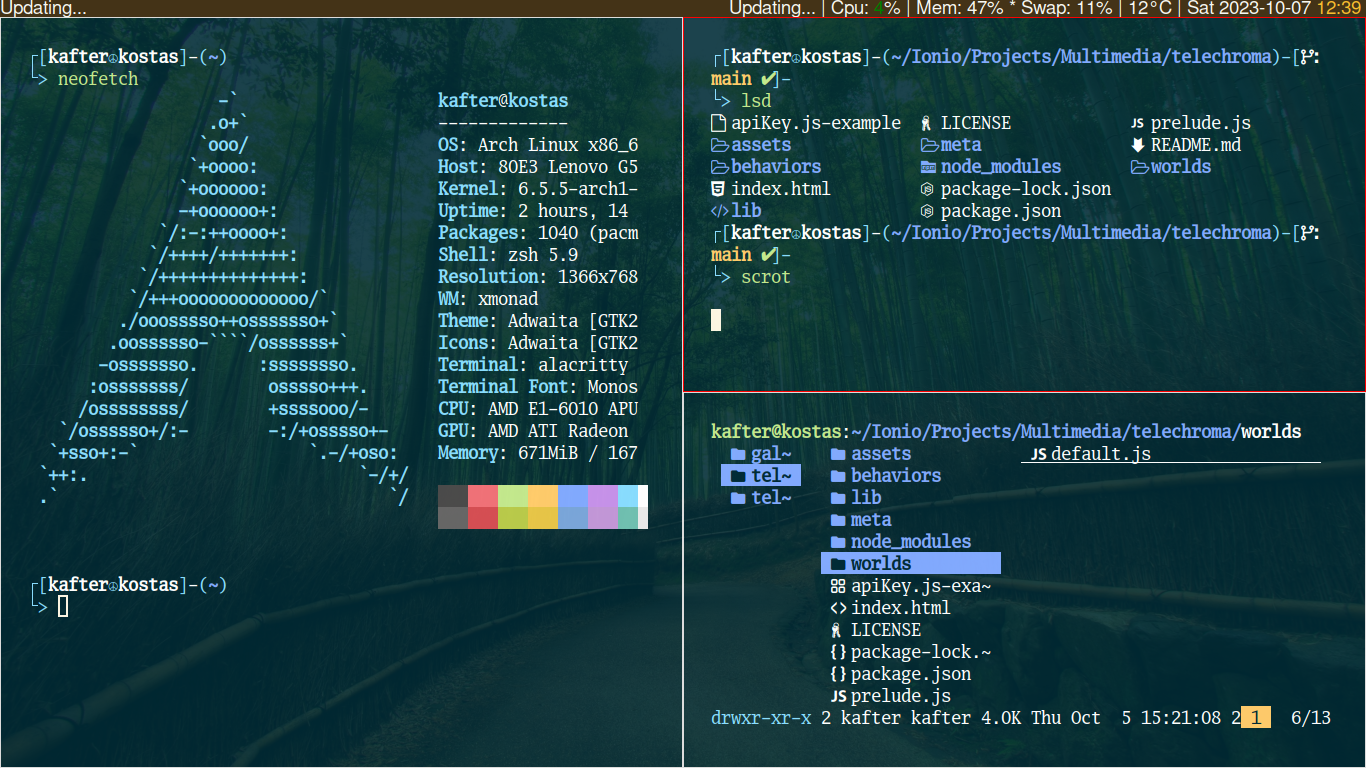 Updating...
Updating... | Cpu: 4% | Mem: 47% * Swap: 11% | 12°C | Sat 2023-10-07 12:39
┌[kafter☮kostas]-(~)
└> neofetch
-`
.o+`
`ooo/
`+oooo:
`+oooooo:
-+oooooo+:
`/:-:++oooo+:
`/++++/+++++++:
`/++++++++++++++:
`/+++ooooooooooooo/`
./ooosssso++osssssso+`
.oossssso-````/ossssss+`
-osssssso.      :ssssssso.
:osssssss/        osssso+++.
/ossssssss/        +ssssooo/-
`/ossssso+/:-        -:/+osssso+-
`+sso+:-`                 `.-/+oso:
`++:.                           `-/+/
.`                                 `/
kafter@kostas
-------------
OS: Arch Linux x86_6
Host: 80E3 Lenovo G5
Kernel: 6.5.5-arch1-
Uptime: 2 hours, 14
Packages: 1040 (pacm
Shell: zsh 5.9
Resolution: 1366x768
WM: xmonad
Theme: Adwaita [GTK2
Icons: Adwaita [GTK2
Terminal: alacritty
Terminal Font: Monos
CPU: AMD E1-6010 APU
GPU: AMD ATI Radeon
Memory: 671MiB / 167
┌[kafter☮kostas]-(~)
└>
┌[kafter☮kostas]-(~/Ionio/Projects/Multimedia/telechroma)-[:
main ✔]-
└> lsd
apiKey.js-example LICENSE prelude.js
assets meta README.md
behaviors node_modules worlds
index.html package-lock.json
lib package.json
┌[kafter☮kostas]-(~/Ionio/Projects/Multimedia/telechroma)-[:
main ✔]-
└> scrot
kafter@kostas:~/Ionio/Projects/Multimedia/telechroma/worlds
gal~ assets JS default.js
tel~ behaviors
tel~ lib
meta
node_modules
worlds
apiKey.js-exa~
<> index.html
LICENSE
{} package-lock.~
{} package.json
JS prelude.js
drwxr-xr-x 2 kafter kafter 4.0K Thu Oct  5 15:21:08 2 1 6/13